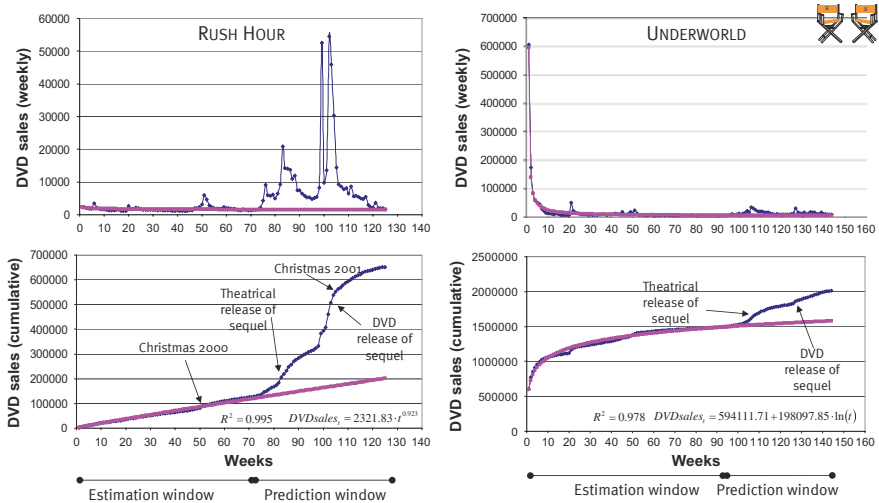 RUSH HOUR
DVD sales (weekly)
60000
50000
40000
30000
20000
10000
0
0 10 20 30 40 50 60 70 80 90 100 110 120 130 140
UNDERWORLD
DVD sales (weekly)
700000
600000
500000
400000
300000
200000
100000
0
0 10 20 30 40 50 60 70 80 90 100 110 120 130 140 150 160
DVD sales (cumulative)
700000
600000
500000
400000
300000
200000
100000
0
Christmas 2001
Theatrical
release of
sequel
DVD
release of
sequel
Christmas 2000
R² = 0.995 DVDsales_t = 2321.83 · t^0.923
0 10 20 30 40 50 60 70 80 90 100 110 120 130 140
Weeks
Estimation window Prediction window
DVD sales (cumulative)
2500000
2000000
1500000
1000000
500000
0
Theatrical
release of
sequel
DVD
release of
sequel
R² = 0.978 DVDsales_t = 594111.71+198097.85·ln(t)
0 10 20 30 40 50 60 70 80 90 100 110 120 130 140 150 160
Weeks
Estimation window Prediction window